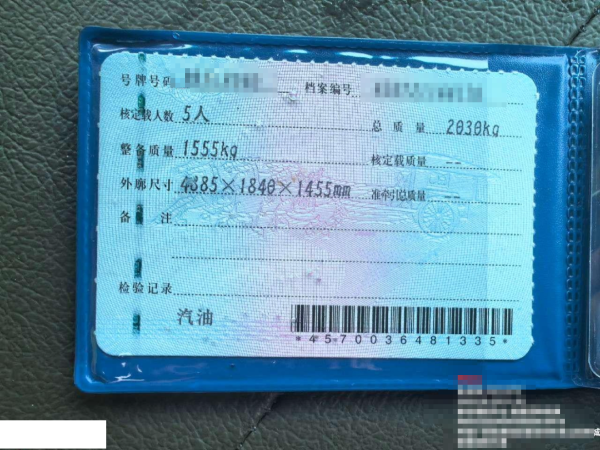 号牌号码 档案编号
核定载人数 5人 总质量 2030kg
整备质量 1555kg 核定载质量 --
外廓尺寸 4385×1840×1455mm 准牵引总质量 --
备注
检验记录
汽油
*4570036481335*